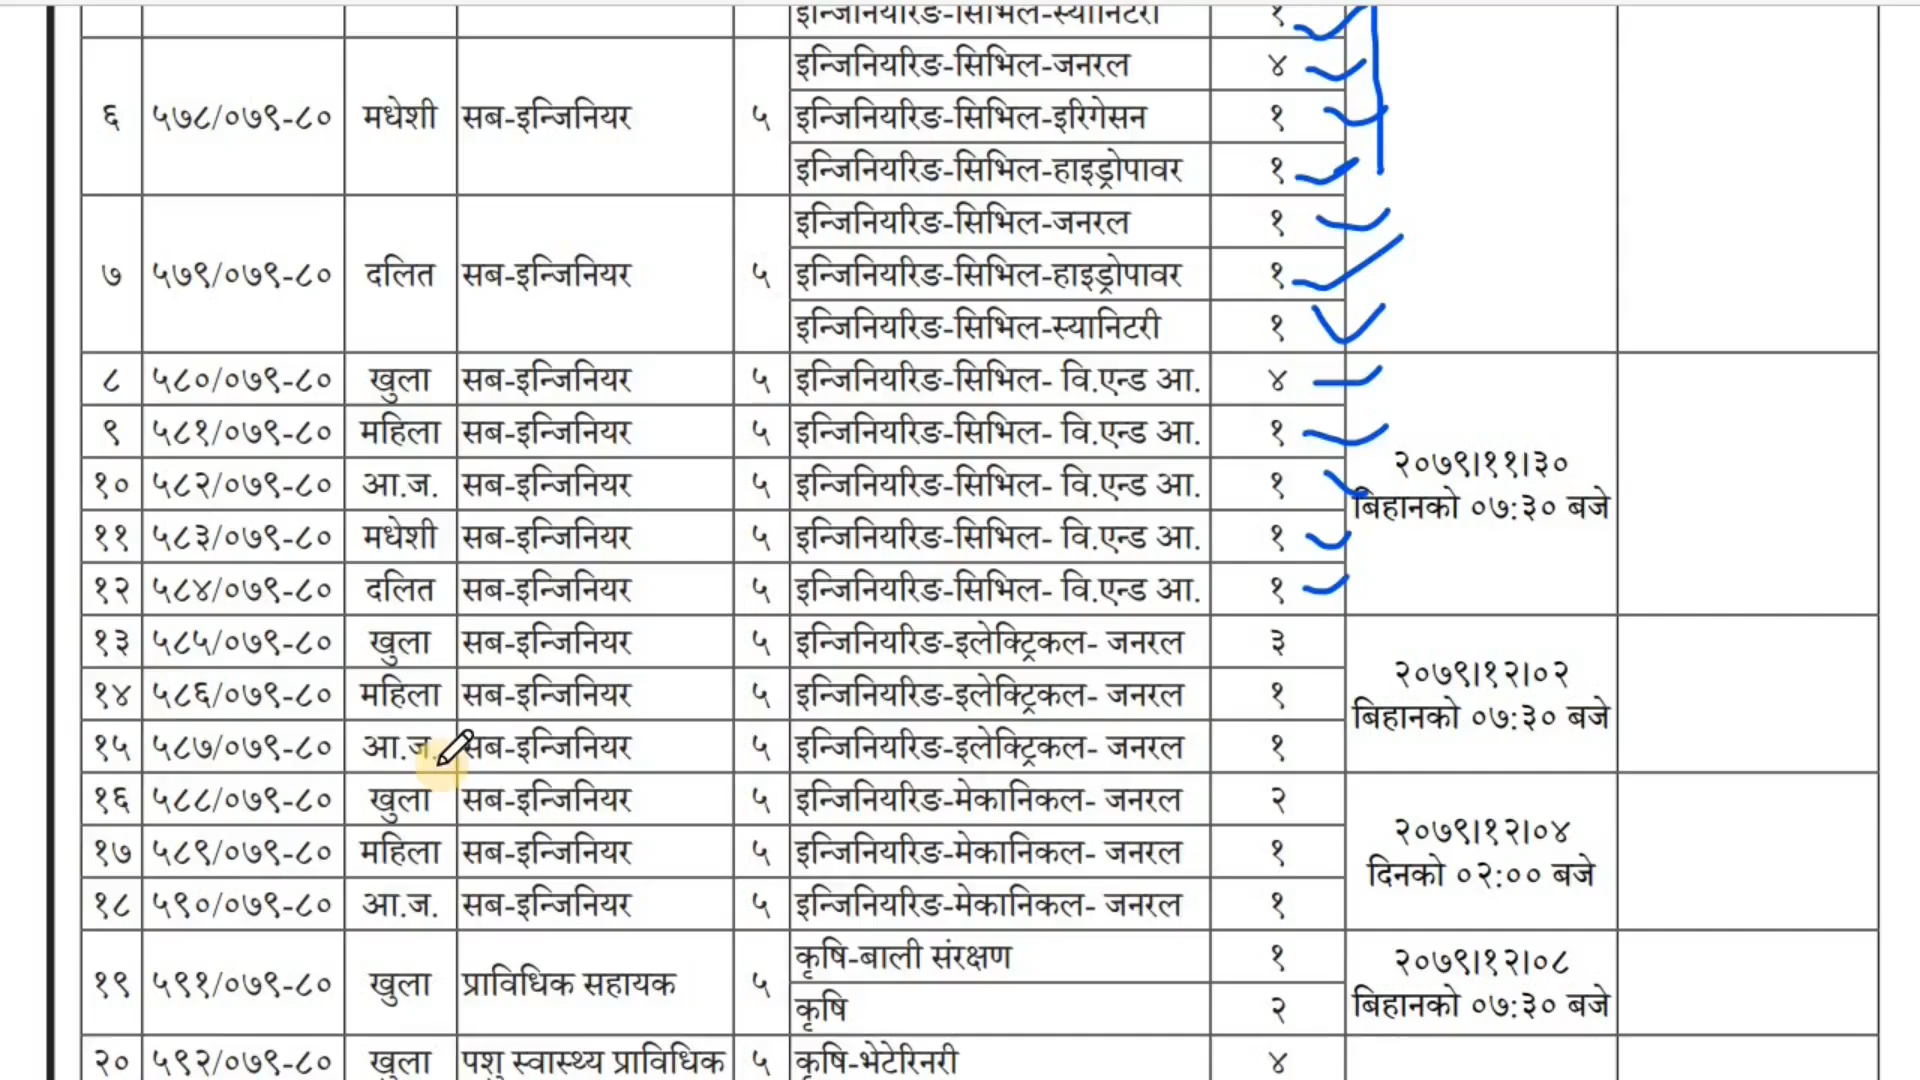 इन्जिनियरिङ-सिभिल-स्यानिटरी १
६ ५७८/०७९-८० मधेशी सब-इन्जिनियर ५ इन्जिनियरिङ-सिभिल-जनरल ४
इन्जिनियरिङ-सिभिल-इरिगेसन १
इन्जिनियरिङ-सिभिल-हाइड्रोपावर १
७ ५७९/०७९-८० दलित सब-इन्जिनियर ५ इन्जिनियरिङ-सिभिल-जनरल १
इन्जिनियरिङ-सिभिल-हाइड्रोपावर १
इन्जिनियरिङ-सिभिल-स्यानिटरी १
८ ५८०/०७९-८० खुला सब-इन्जिनियर ५ इन्जिनियरिङ-सिभिल- वि.एन्ड आ. ४
९ ५८१/०७९-८० महिला सब-इन्जिनियर ५ इन्जिनियरिङ-सिभिल- वि.एन्ड आ. १
१० ५८२/०७९-८० आ.ज. सब-इन्जिनियर ५ इन्जिनियरिङ-सिभिल- वि.एन्ड आ. १
११ ५८३/०७९-८० मधेशी सब-इन्जिनियर ५ इन्जिनियरिङ-सिभिल- वि.एन्ड आ. १
१२ ५८४/०७९-८० दलित सब-इन्जिनियर ५ इन्जिनियरिङ-सिभिल- वि.एन्ड आ. १
२०७९।११।३०
बिहानको ०७:३० बजे
१३ ५८५/०७९-८० खुला सब-इन्जिनियर ५ इन्जिनियरिङ-इलेक्ट्रिकल- जनरल ३
१४ ५८६/०७९-८० महिला सब-इन्जिनियर ५ इन्जिनियरिङ-इलेक्ट्रिकल- जनरल १
१५ ५८७/०७९-८० आ.ज. सब-इन्जिनियर ५ इन्जिनियरिङ-इलेक्ट्रिकल- जनरल १
२०७९।१२।०२
बिहानको ०७:३० बजे
१६ ५८८/०७९-८० खुला सब-इन्जिनियर ५ इन्जिनियरिङ-मेकानिकल- जनरल २
१७ ५८९/०७९-८० महिला सब-इन्जिनियर ५ इन्जिनियरिङ-मेकानिकल- जनरल १
१८ ५९०/०७९-८० आ.ज. सब-इन्जिनियर ५ इन्जिनियरिङ-मेकानिकल- जनरल १
२०७९।१२।०४
दिनको ०२:०० बजे
१९ ५९१/०७९-८० खुला प्राविधिक सहायक ५ कृषि-बाली संरक्षण १
कृषि २
२०७९।१२।०८
बिहानको ०७:३० बजे
२० ५९२/०७९-८० खुला पशु स्वास्थ्य प्राविधिक ५ कृषि-भेटेरिनरी ४